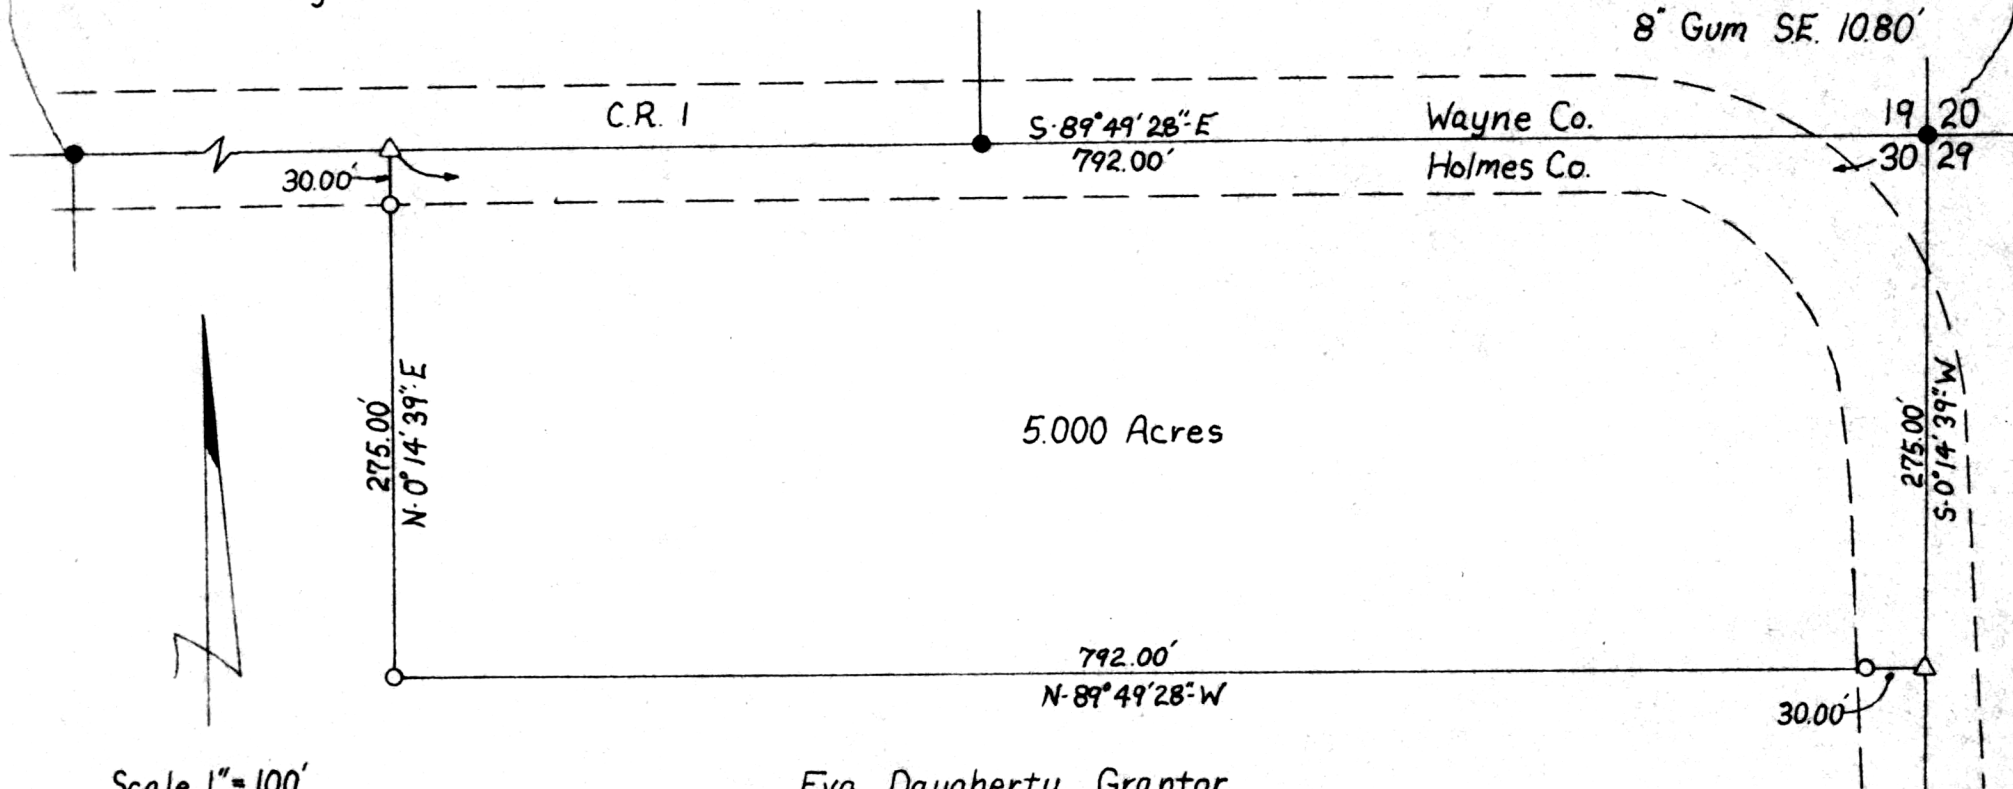 8" Gum S.E. 10.80'
C.R. 1
S-89°49'28"-E
792.00'
Wayne Co.
Holmes Co.
19 20
30 29
30.00'
275.00'
N-0°14'39"-E
5.000 Acres
275.00'
S-0°14'39"-W
792.00'
N-89°49'28"-W
30.00'
Scale 1"=100'
Eva Daugherty Grantor